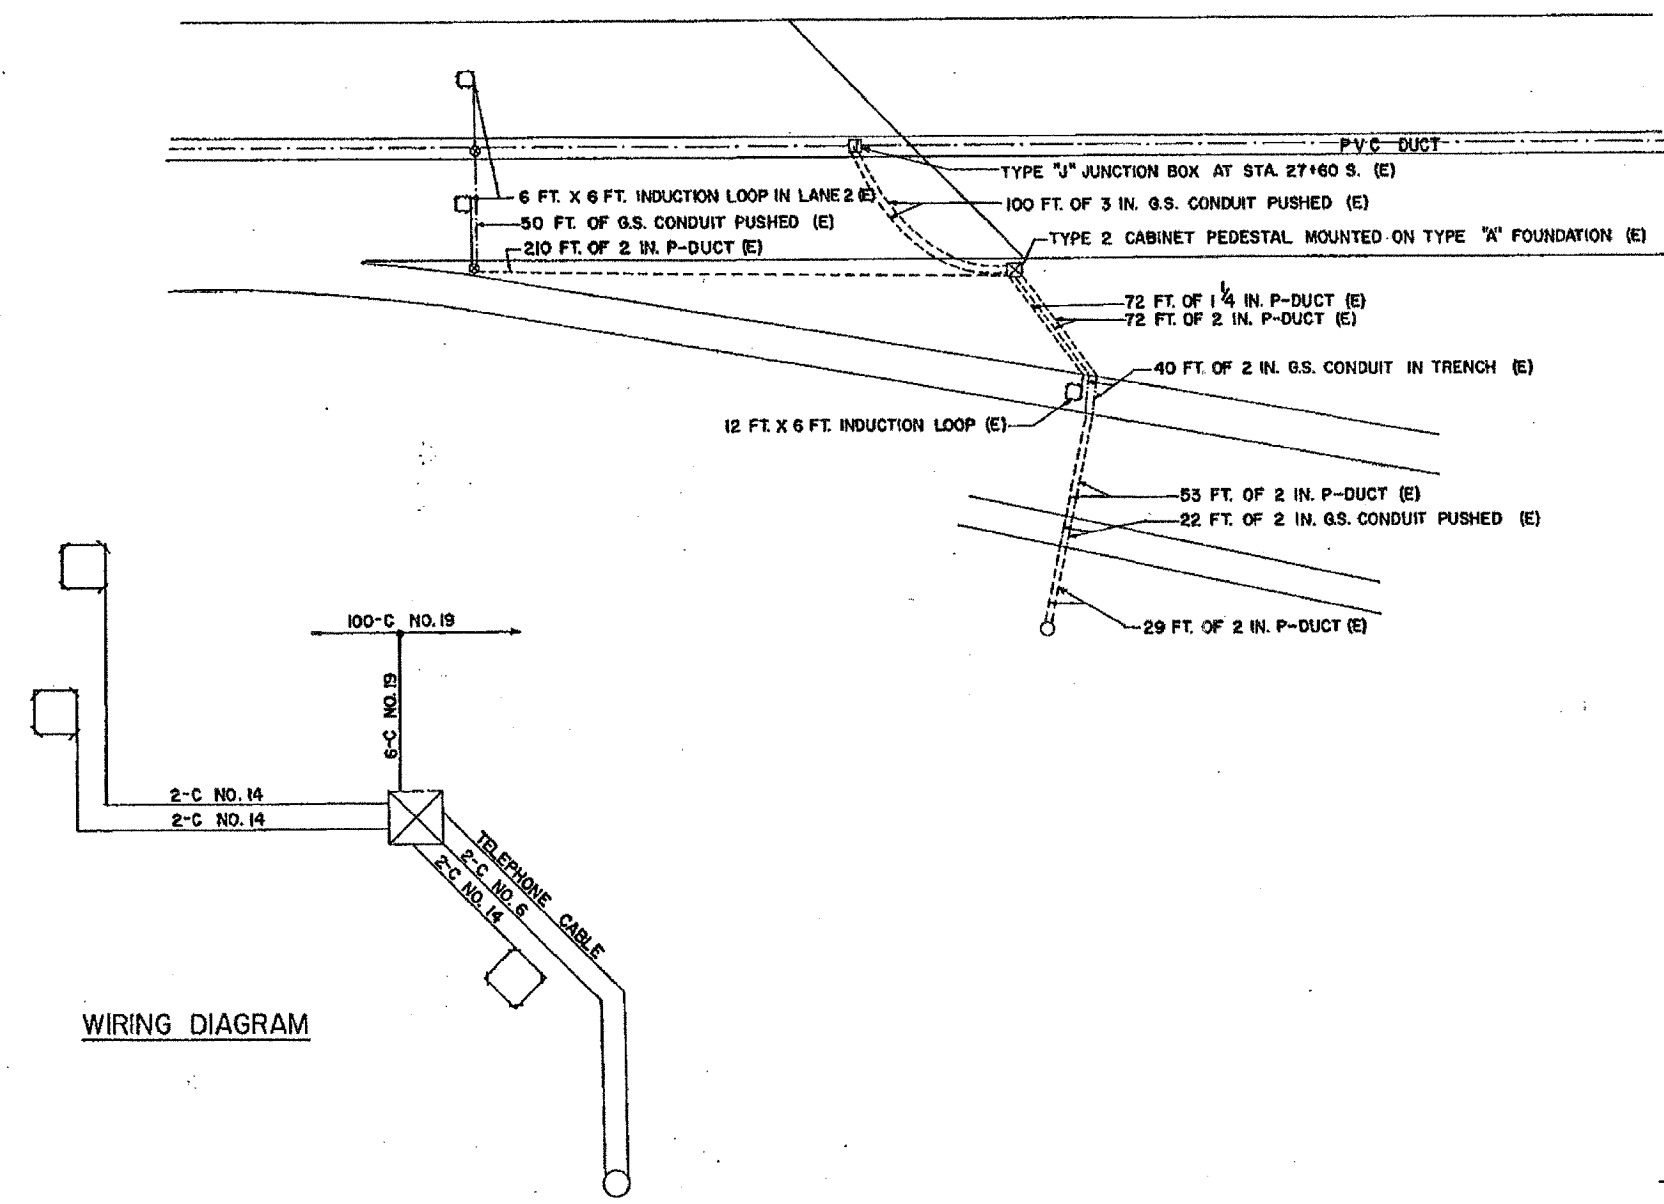 PVC DUCT
TYPE "J" JUNCTION BOX AT STA. 27+60 S. (E)
6 FT. X 6 FT. INDUCTION LOOP IN LANE 2 (E)
100 FT. OF 3 IN. G.S. CONDUIT PUSHED (E)
50 FT. OF G.S. CONDUIT PUSHED (E)
TYPE 2 CABINET PEDESTAL MOUNTED ON TYPE "A" FOUNDATION (E)
210 FT. OF 2 IN. P-DUCT (E)
72 FT. OF 1 1/4 IN. P-DUCT (E)
72 FT. OF 2 IN. P-DUCT (E)
40 FT. OF 2 IN. G.S. CONDUIT IN TRENCH (E)
12 FT. X 6 FT. INDUCTION LOOP (E)
53 FT. OF 2 IN. P-DUCT (E)
22 FT. OF 2 IN. G.S. CONDUIT PUSHED (E)
29 FT. OF 2 IN. P-DUCT (E)
100-C NO. 19
6-C NO. 19
2-C NO. 14
2-C NO. 14
TELEPHONE CABLE
2-C NO. 6
2-C NO. 14
WIRING DIAGRAM
J